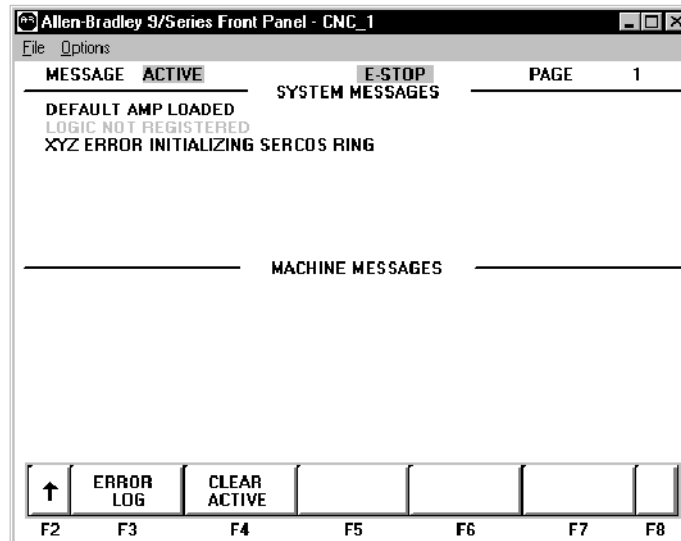 Allen-Bradley 9/Series Front Panel - CNC_1
File Options
MESSAGE ACTIVE E-STOP PAGE 1
SYSTEM MESSAGES
DEFAULT AMP LOADED
LOGIC NOT REGISTERED
XYZ ERROR INITIALIZING SERCOS RING
MACHINE MESSAGES
ERROR LOG CLEAR ACTIVE
F2 F3 F4 F5 F6 F7 F8